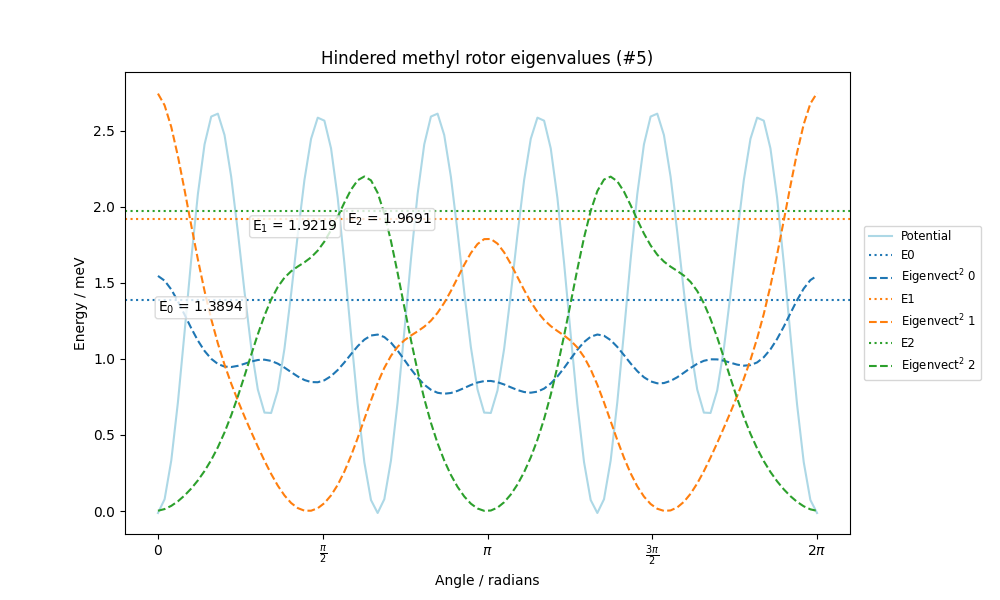 Hindered methyl rotor eigenvalues (#5)
Energy / meV
2.5
2.0
1.5
1.0
0.5
0.0
E₁ = 1.9219
E₂ = 1.9691
E₀ = 1.3894
0
π/2
π
3π/2
2π
Angle / radians
Potential
E0
Eigenvect² 0
E1
Eigenvect² 1
E2
Eigenvect² 2